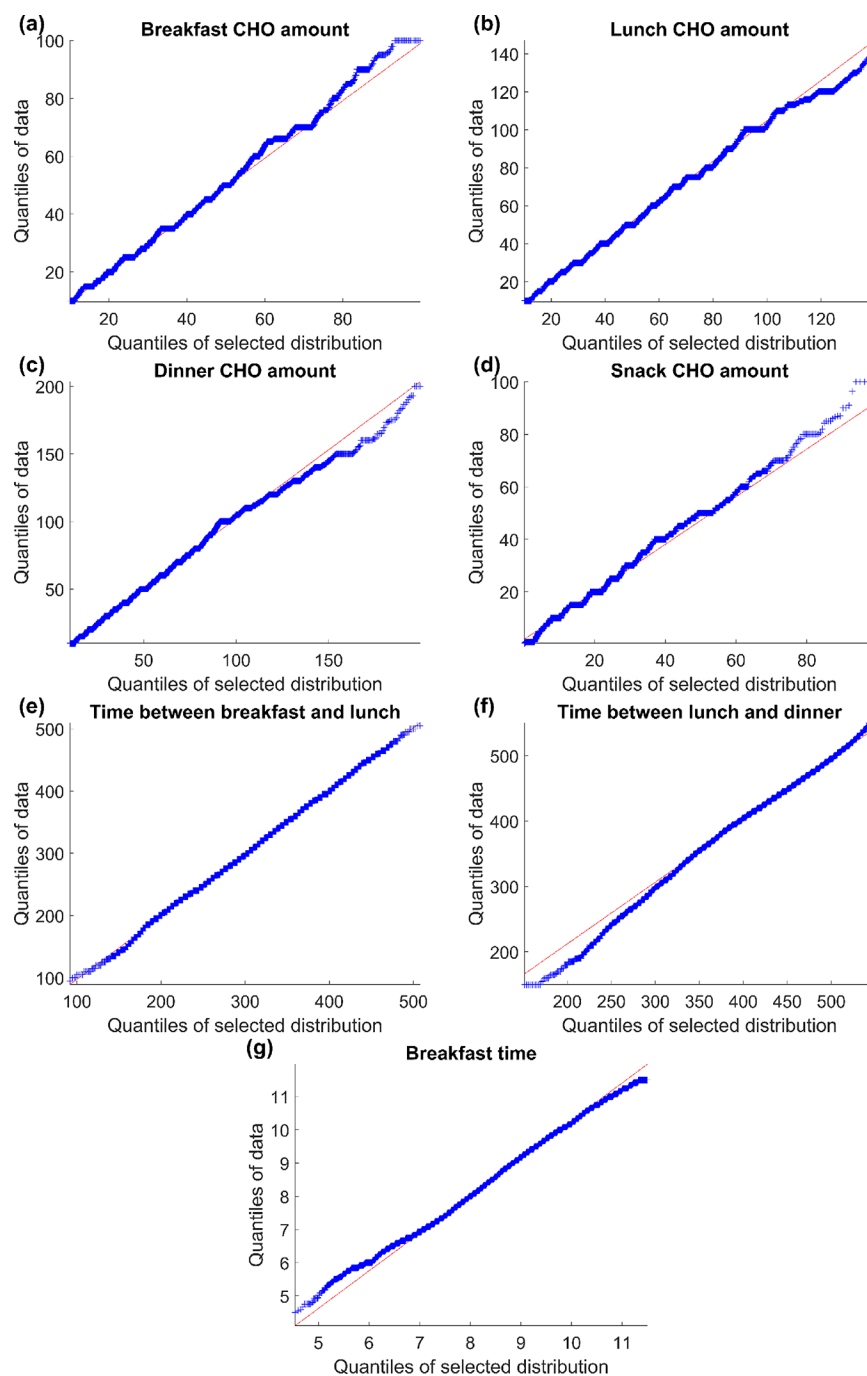 (a)
Breakfast CHO amount
Quantiles of data
100
80
60
40
20
20 40 60 80
Quantiles of selected distribution
(b)
Lunch CHO amount
Quantiles of data
140
120
100
80
60
40
20
20 40 60 80 100 120
Quantiles of selected distribution
(c)
Dinner CHO amount
Quantiles of data
200
150
100
50
50 100 150
Quantiles of selected distribution
(d)
Snack CHO amount
Quantiles of data
100
80
60
40
20
20 40 60 80
Quantiles of selected distribution
(e)
Time between breakfast and lunch
Quantiles of data
500
400
300
200
100
100 200 300 400 500
Quantiles of selected distribution
(f)
Time between lunch and dinner
Quantiles of data
500
400
300
200
200 250 300 350 400 450 500
Quantiles of selected distribution
(g)
Breakfast time
Quantiles of data
11
10
9
8
7
6
5
5 6 7 8 9 10 11
Quantiles of selected distribution